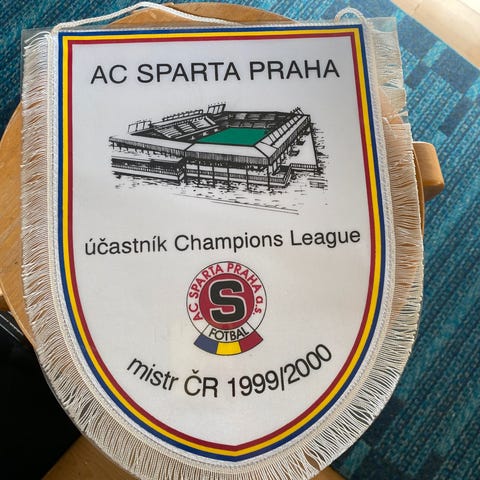 AC SPARTA PRAHA
účastník Champions League
AC SPARTA PRAHA a.s.
S
FOTBAL
mistr ČR 1999/2000